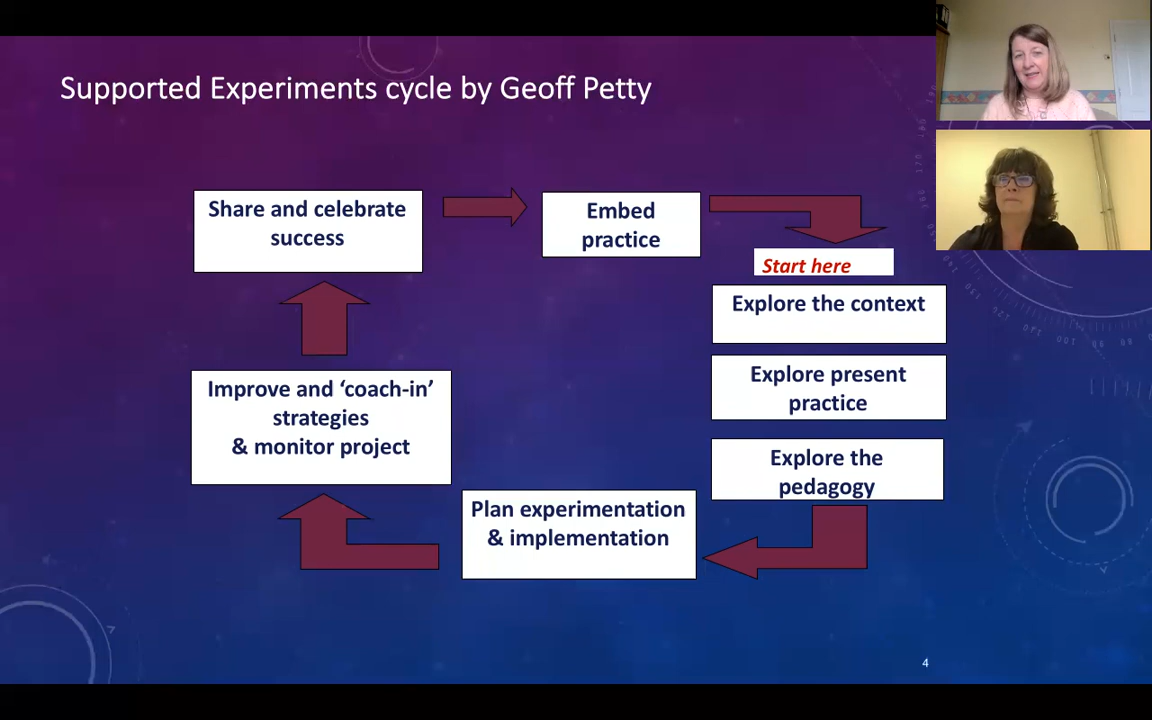 Supported Experiments cycle by Geoff Petty
Share and celebrate
success
Embed
practice
Start here
Explore the context
Explore present
practice
Explore the
pedagogy
Plan experimentation
& implementation
Improve and ‘coach-in’
strategies
& monitor project
4